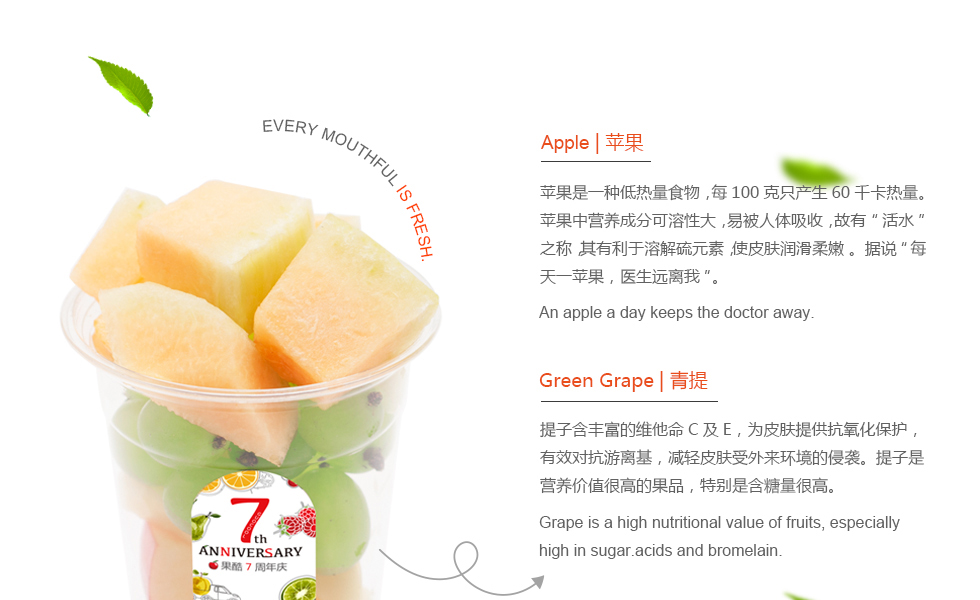 EVERY MOUTHFUL IS FRESH.
Apple | 苹果
苹果是一种低热量食物 ,每 100 克只产生 60 千卡热量。
苹果中营养成分可溶性大 ,易被人体吸收 ,故有 “ 活水 ”
之称 ,其有利于溶解硫元素 ,使皮肤润滑柔嫩 。据说 “ 每
天一苹果 , 医生远离我 ”。
An apple a day keeps the doctor away.
Green Grape | 青提
提子含丰富的维他命 C 及 E , 为皮肤提供抗氧化保护 ,
有效对抗游离基 , 减轻皮肤受外来环境的侵袭。提子是
营养价值很高的果品 , 特别是含糖量很高。
Grape is a high nutritional value of fruits, especially
high in sugar.acids and bromelain.
7th
ANNIVERSARY
果酷 7 周年庆